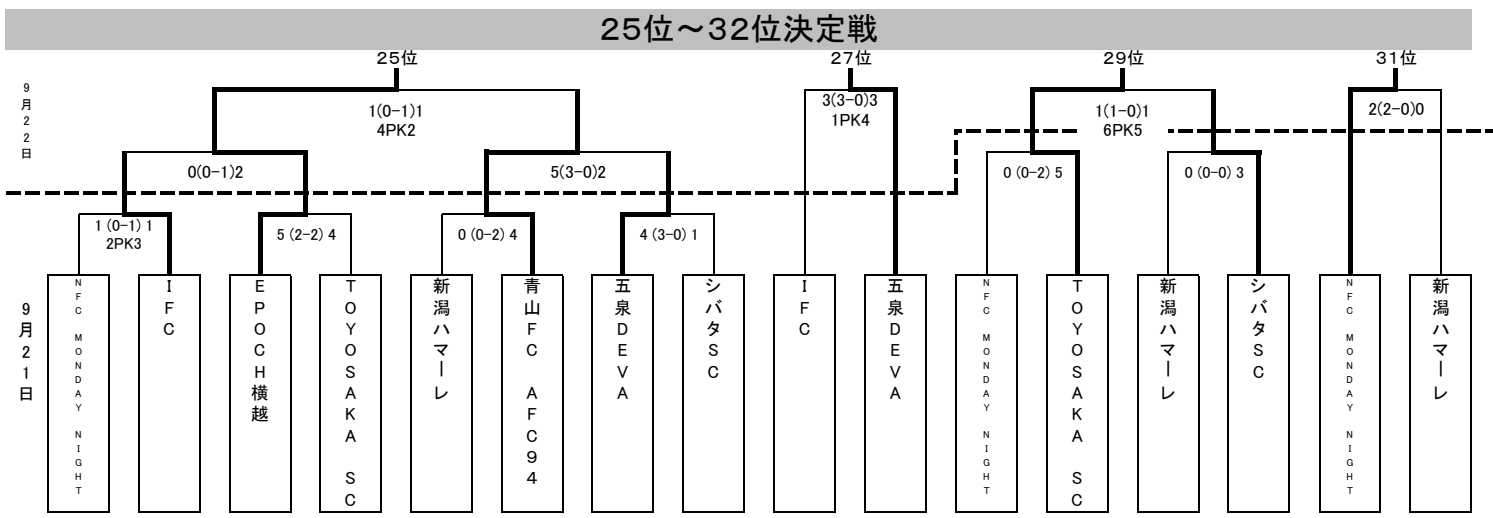 25位～32位決定戦
25位
27位
29位
31位
9月22日
1(0-1)1
4PK2
3(3-0)3
1PK4
1(1-0)1
6PK5
2(2-0)0
0(0-1)2
5(3-0)2
0 (0-2) 5
0 (0-0) 3
1 (0-1) 1
2PK3
5 (2-2) 4
0 (0-2) 4
4 (3-0) 1
9月21日
NFC MONDAY NIGHT
IFC
EPOCH横越
TOYOSAKA SC
新潟ハマーレ
青山FC AFC94
五泉DEVA
シバタSC
IFC
五泉DEVA
NFC MONDAY NIGHT
TOYOSAKA SC
新潟ハマーレ
シバタSC
NFC MONDAY NIGHT
新潟ハマーレ